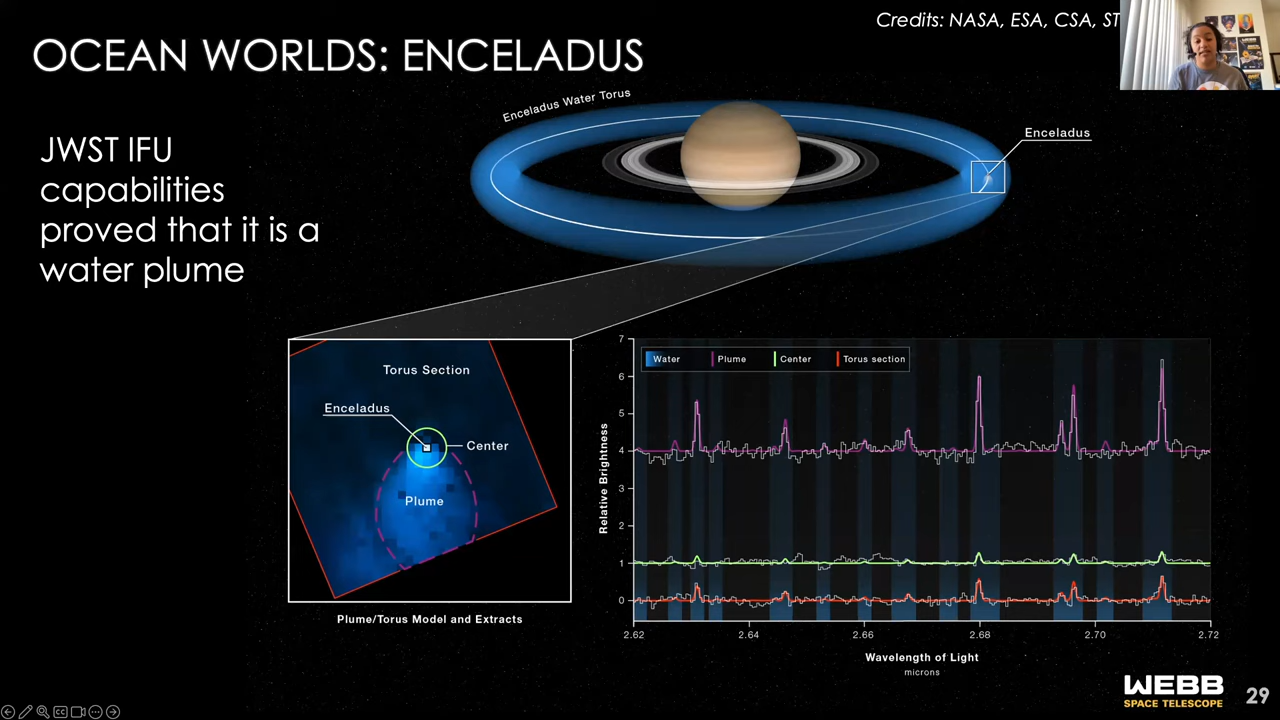 Credits: NASA, ESA, CSA, ST
OCEAN WORLDS: ENCELADUS
JWST IFU
capabilities
proved that it is a
water plume
Enceladus Water Torus
Enceladus
Torus Section
Enceladus
Center
Plume
Plume/Torus Model and Extracts
Water Plume Center Torus section
7
6
5
4
3
2
1
0
Relative Brightness
2.62 2.64 2.66 2.68 2.70 2.72
Wavelength of Light
microns
WEBB
SPACE TELESCOPE
29